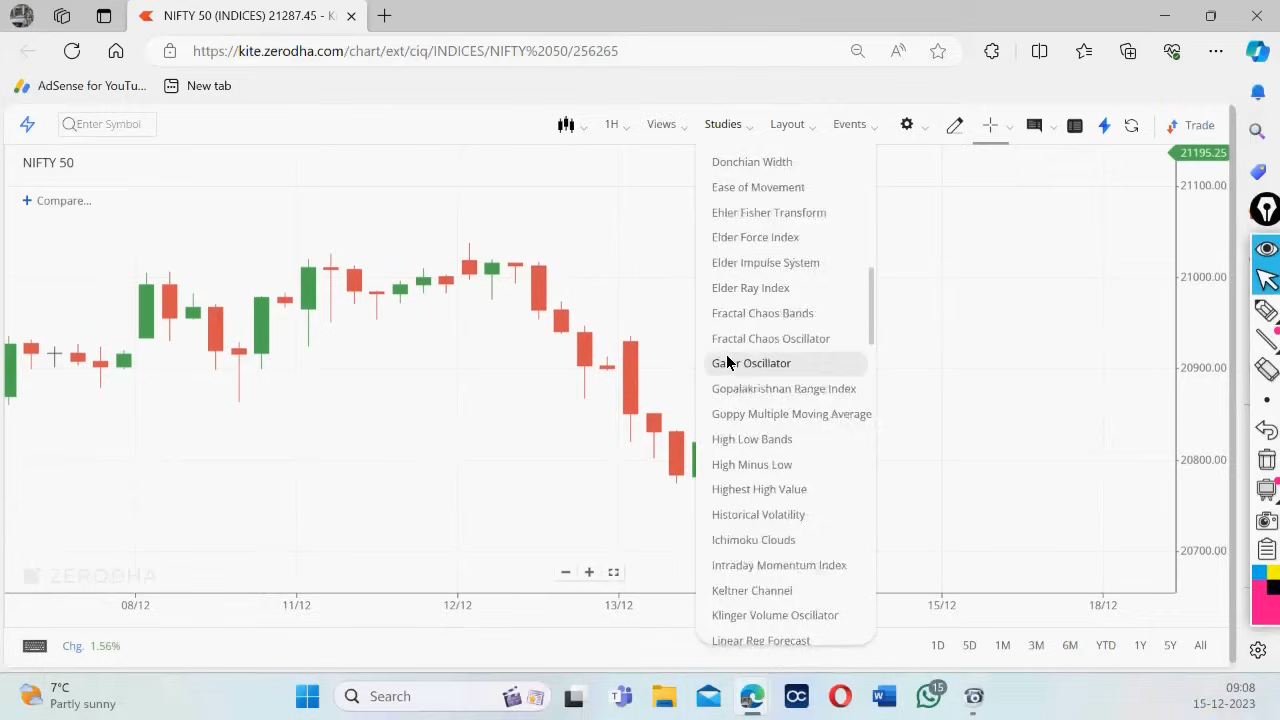 NIFTY 50 (INDICES) 21287.45 - K
https://kite.zerodha.com/chart/ext/ciq/INDICES/NIFTY%2050/256265
AdSense for YouTu...
New tab
Enter Symbol
1H
Views
Studies
Layout
Events
Trade
NIFTY 50
Compare...
21195.25
21100.00
21000.00
20900.00
20800.00
20700.00
Donchian Width
Ease of Movement
Ehler Fisher Transform
Elder Force Index
Elder Impulse System
Elder Ray Index
Fractal Chaos Bands
Fractal Chaos Oscillator
Oscillator
Gopalakrishnan Range Index
Guppy Multiple Moving Average
High Low Bands
High Minus Low
Highest High Value
Historical Volatility
Ichimoku Clouds
Intraday Momentum Index
Keltner Channel
Klinger Volume Oscillator
Linear Reg Forecast
ZERODHA
08/12
11/12
12/12
13/12
15/12
18/12
Chg. 1.56%
1D 5D 1M 3M 6M YTD 1Y 5Y All
7°C
Partly sunny
Search
15
09:08
15-12-2023